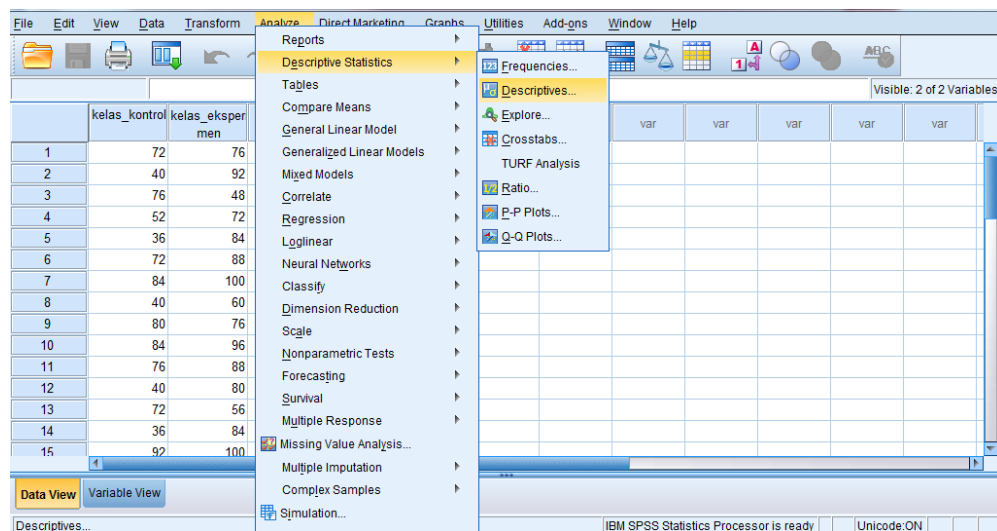 File Edit View Data Transform Analyze Direct Marketing Graphs Utilities Add-ons Window Help
Visible: 2 of 2 Variables
kelas_kontrol kelas_eksper
men
var var var var var
1 72 76
2 40 92
3 76 48
4 52 72
5 36 84
6 72 88
7 84 100
8 40 60
9 80 76
10 84 96
11 76 88
12 40 80
13 72 56
14 36 84
15 92 100
Reports
Descriptive Statistics
Tables
Compare Means
General Linear Model
Generalized Linear Models
Mixed Models
Correlate
Regression
Loglinear
Neural Networks
Classify
Dimension Reduction
Scale
Nonparametric Tests
Forecasting
Survival
Multiple Response
Missing Value Analysis...
Multiple Imputation
Complex Samples
Simulation...
123 Frequencies...
Descriptives...
Explore...
Crosstabs...
TURF Analysis
1/2 Ratio...
P-P Plots...
Q-Q Plots...
A
14
ABC
Data View Variable View
Descriptives... IBM SPSS Statistics Processor is ready Unicode:ON